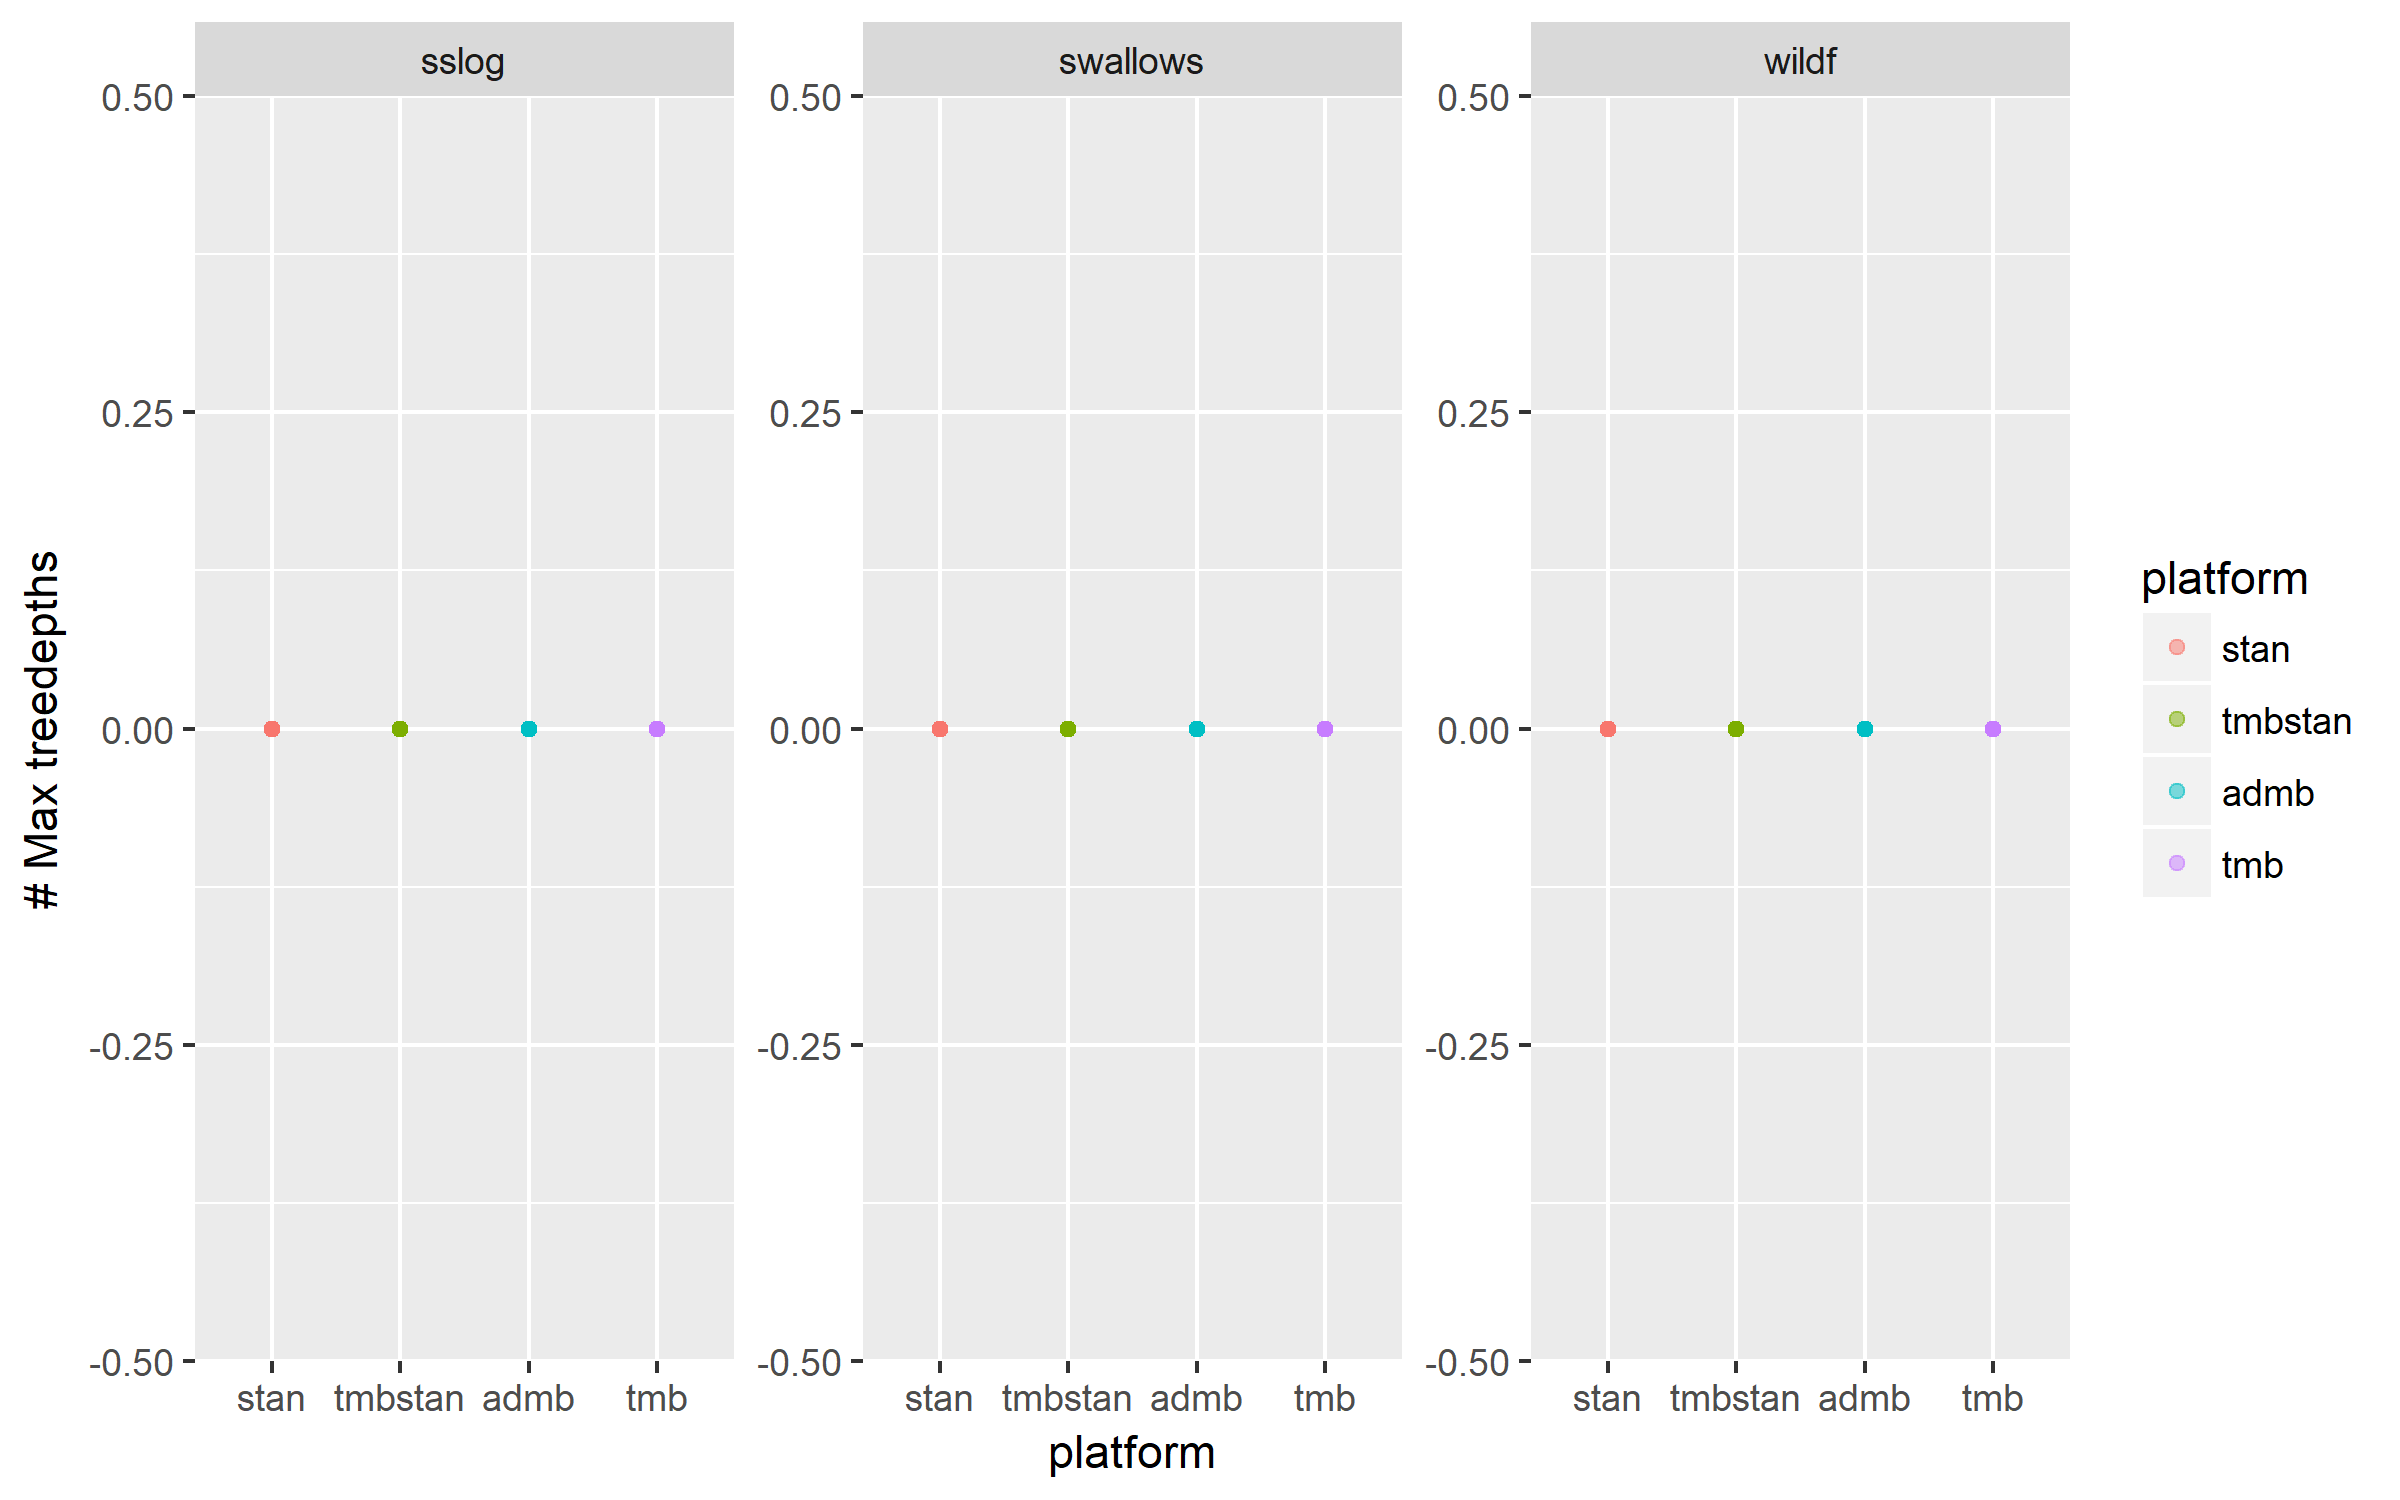 sslog
swallows
wildf
# Max treedepths
0.50
0.25
0.00
-0.25
-0.50
0.50
0.25
0.00
-0.25
-0.50
0.50
0.25
0.00
-0.25
-0.50
stan tmbstan admb tmb
stan tmbstan admb tmb
stan tmbstan admb tmb
platform
platform
stan
tmbstan
admb
tmb